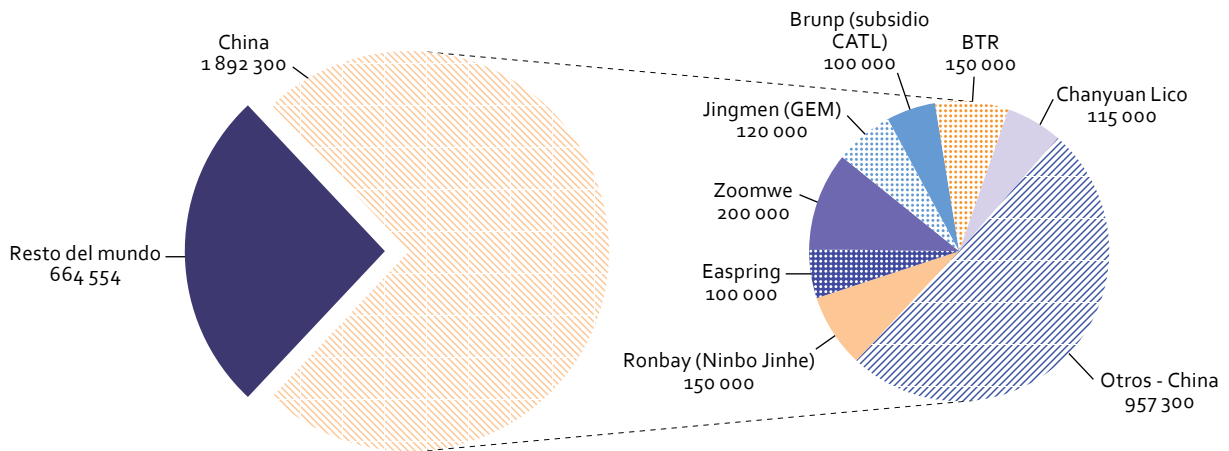 China
1 892 300
Resto del mundo
664 554
Brunp (subsidio
CATL)
100 000
BTR
150 000
Chanyuan Lico
115 000
Jingmen (GEM)
120 000
Zoomwe
200 000
Easpring
100 000
Ronbay (Ninbo Jinhe)
150 000
Otros - China
957 300